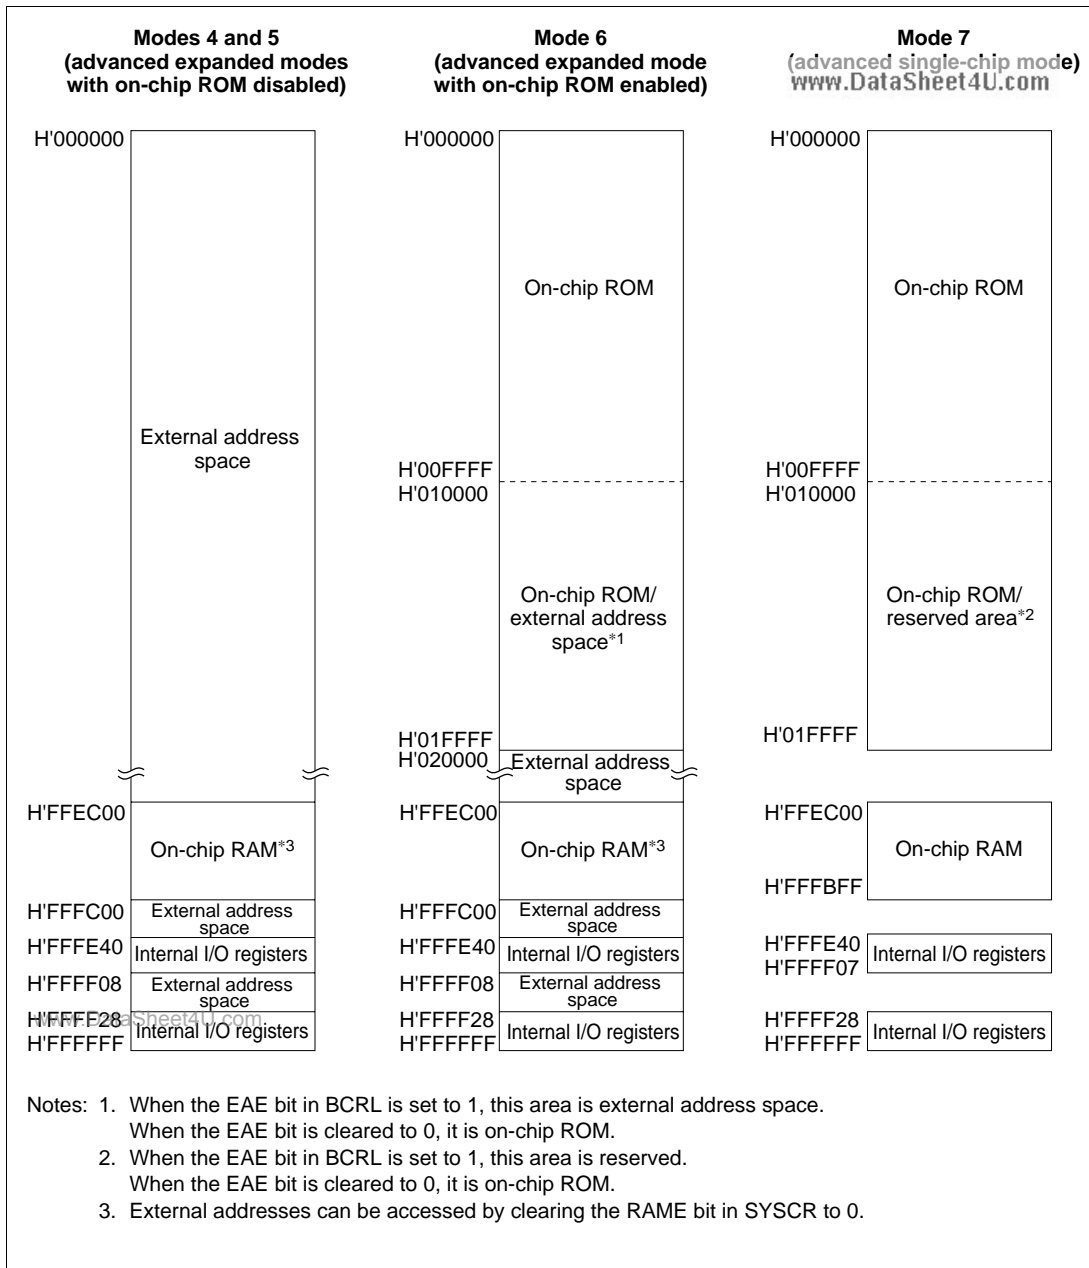 Modes 4 and 5
(advanced expanded modes
with on-chip ROM disabled)
H'000000
External address
space
H'FFEC00
On-chip RAM*3
H'FFFC00
External address
space
H'FFFE40
Internal I/O registers
H'FFFF08
External address
space
H'FFFF28
Internal I/O registers
H'FFFFFF
www.DataSheet4U.com
Mode 6
(advanced expanded mode
with on-chip ROM enabled)
H'000000
On-chip ROM
H'00FFFF
H'010000
On-chip ROM/
external address
space*1
H'01FFFF
H'020000
External address
space
H'FFEC00
On-chip RAM*3
H'FFFC00
External address
space
H'FFFE40
Internal I/O registers
H'FFFF08
External address
space
H'FFFF28
Internal I/O registers
H'FFFFFF
Mode 7
(advanced single-chip mode)
www.DataSheet4U.com
H'000000
On-chip ROM
H'00FFFF
H'010000
On-chip ROM/
reserved area*2
H'01FFFF
H'FFEC00
On-chip RAM
H'FFFBFF
H'FFFE40
Internal I/O registers
H'FFFF07
H'FFFF28
Internal I/O registers
H'FFFFFF
Notes: 1. When the EAE bit in BCRL is set to 1, this area is external address space.
When the EAE bit is cleared to 0, it is on-chip ROM.
2. When the EAE bit in BCRL is set to 1, this area is reserved.
When the EAE bit is cleared to 0, it is on-chip ROM.
3. External addresses can be accessed by clearing the RAME bit in SYSCR to 0.